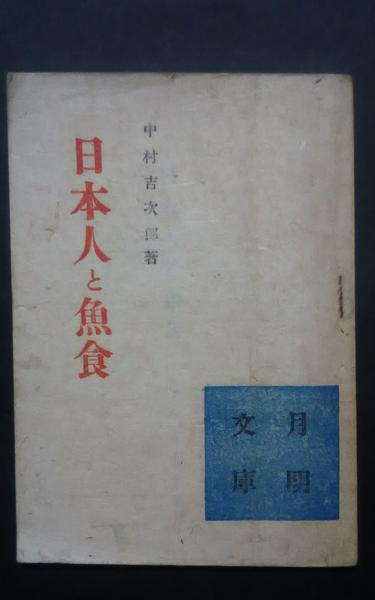 中村吉次郎著
日本人と魚食
月明
文庫